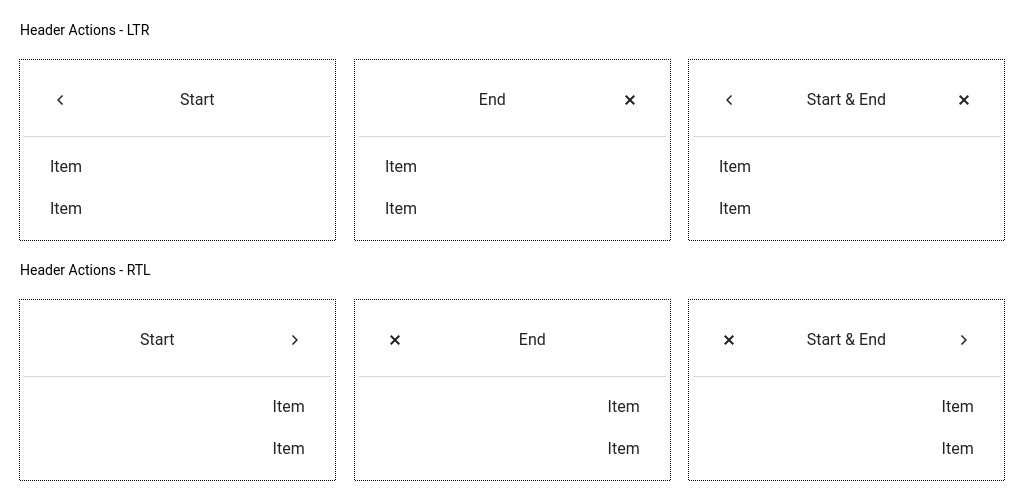 Header Actions - LTR
Start
Item
Item
End
Item
Item
Start & End
Item
Item
Header Actions - RTL
Start
Item
Item
End
Item
Item
Start & End
Item
Item